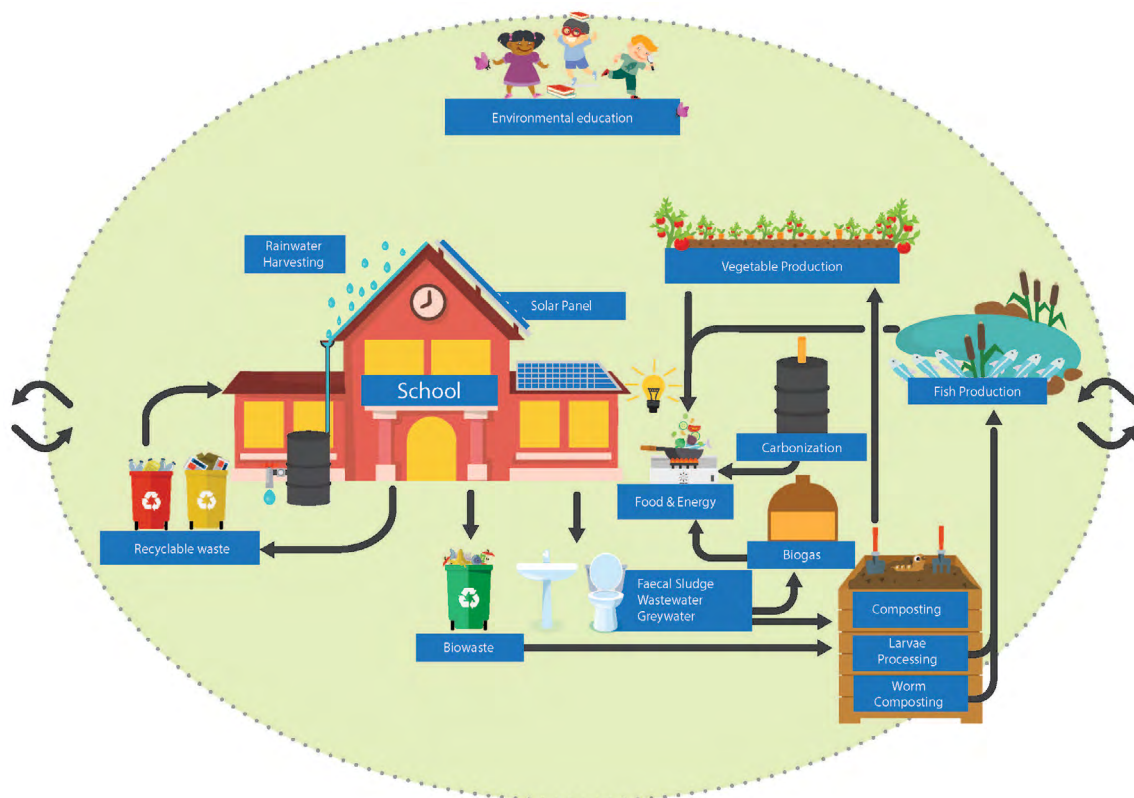 Environmental education
Rainwater
Harvesting
Vegetable Production
Solar Panel
School
Fish Production
Carbonization
Food & Energy
Recyclable waste
Biogas
Faecal Sludge
Wastewater
Greywater
Composting
Biowaste
Larvae
Processing
Worm
Composting